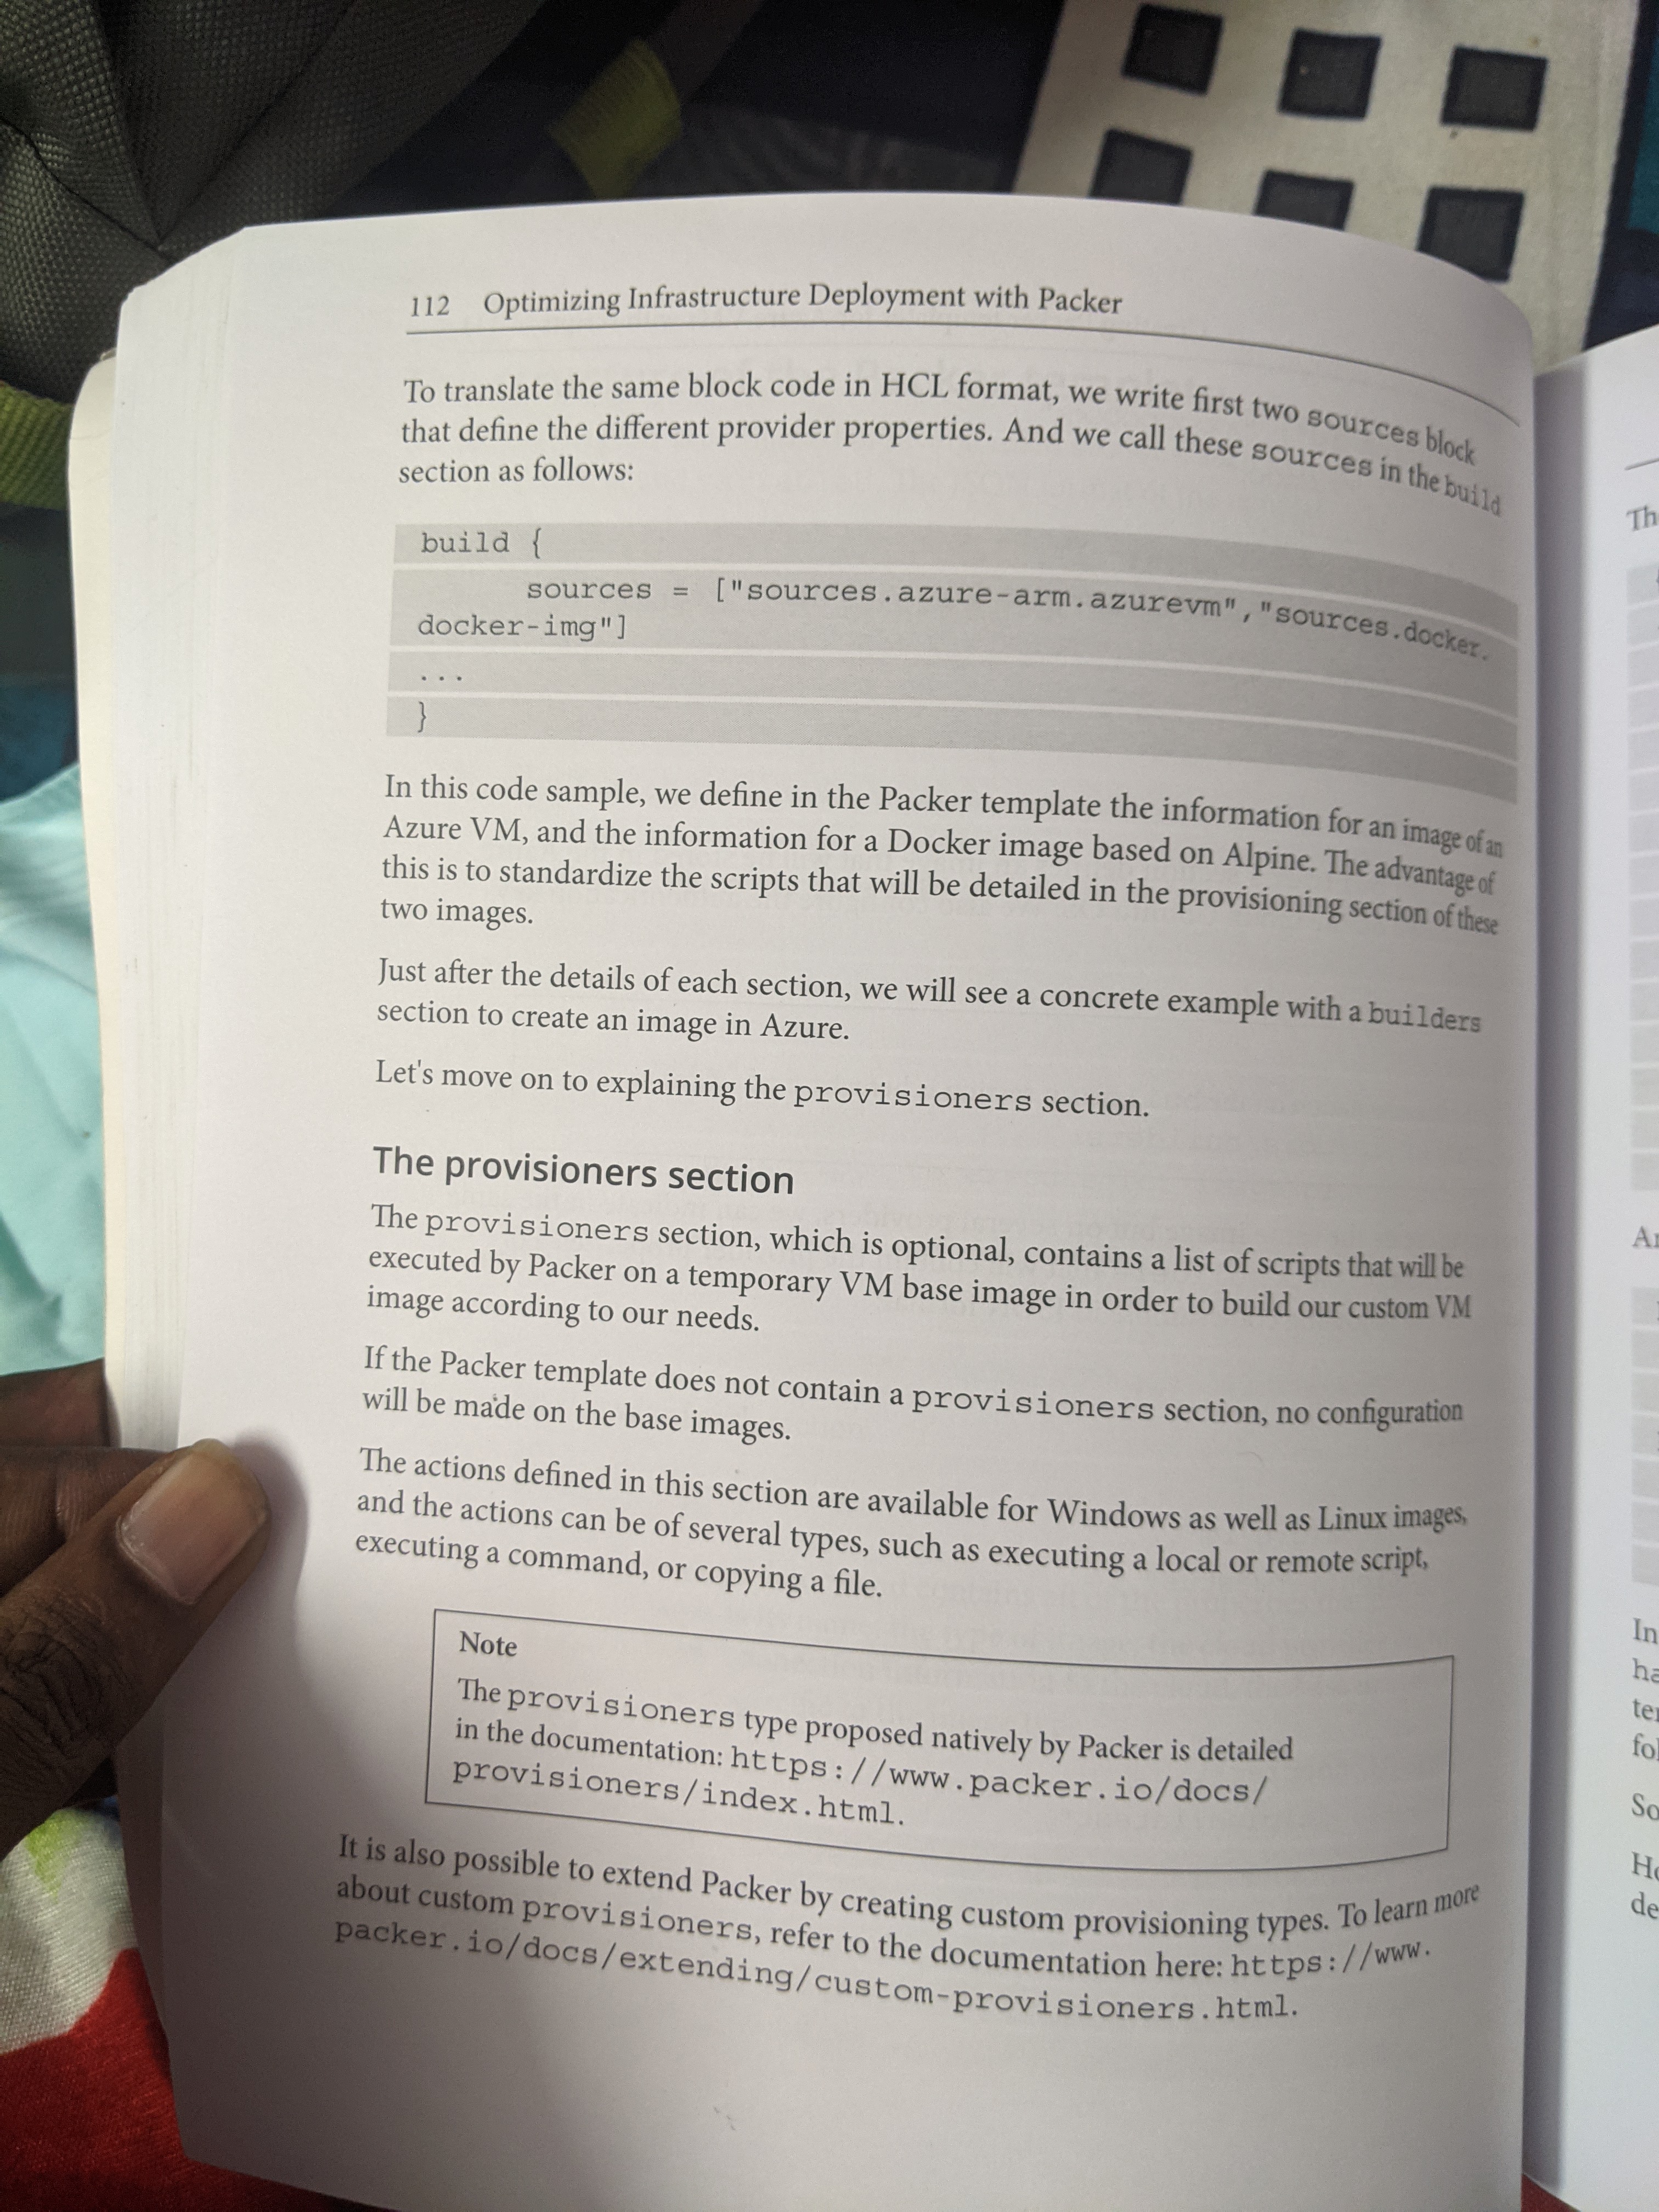 112 Optimizing Infrastructure Deployment with Packer
To translate the same block code in HCL format, we write first two sources block
that define the different provider properties. And we call these sources in the build
section as follows:
build {
sources = ["sources.azure-arm.azurevm","sources.docker.
docker-img"]
...
}
In this code sample, we define in the Packer template the information for an image of an
Azure VM, and the information for a Docker image based on Alpine. The advantage of
this is to standardize the scripts that will be detailed in the provisioning section of these
two images.
Just after the details of each section, we will see a concrete example with a builders
section to create an image in Azure.
Let's move on to explaining the provisioners section.
The provisioners section
The provisioners section, which is optional, contains a list of scripts that will be
executed by Packer on a temporary VM base image in order to build our custom VM
image according to our needs.
If the Packer template does not contain a provisioners section, no configuration
will be made on the base images.
The actions defined in this section are available for Windows as well as Linux images,
and the actions can be of several types, such as executing a local or remote script,
executing a command, or copying a file.
Note
The provisioners type proposed natively by Packer is detailed
in the documentation: https://www.packer.io/docs/
provisioners/index.html.
It is also possible to extend Packer by creating custom provisioning types. To learn more
about custom provisioners, refer to the documentation here: https://www.
packer.io/docs/extending/custom-provisioners.html.